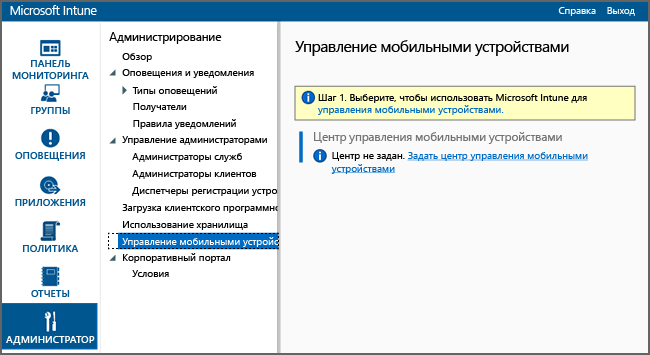 Microsoft Intune
Справка
Выход
ПАНЕЛЬ
МОНИТОРИНГА
ГРУППЫ
ОПОВЕЩЕНИЯ
ПРИЛОЖЕНИЯ
ПОЛИТИКА
ОТЧЕТЫ
АДМИНИСТРАТОР
Администрирование
Обзор
Оповещения и уведомления
Типы оповещений
Получатели
Правила уведомлений
Управление администраторами
Администраторы служб
Администраторы клиентов
Диспетчеры регистрации устро
Загрузка клиентского программно
Использование хранилища
Управление мобильными устройс
Корпоративный портал
Условия
Управление мобильными устройствами
Шаг 1. Выберите, чтобы использовать Microsoft Intune для
управления мобильными устройствами.
Центр управления мобильными устройствами
Центр не задан. Задать центр управления мобильными
устройствами